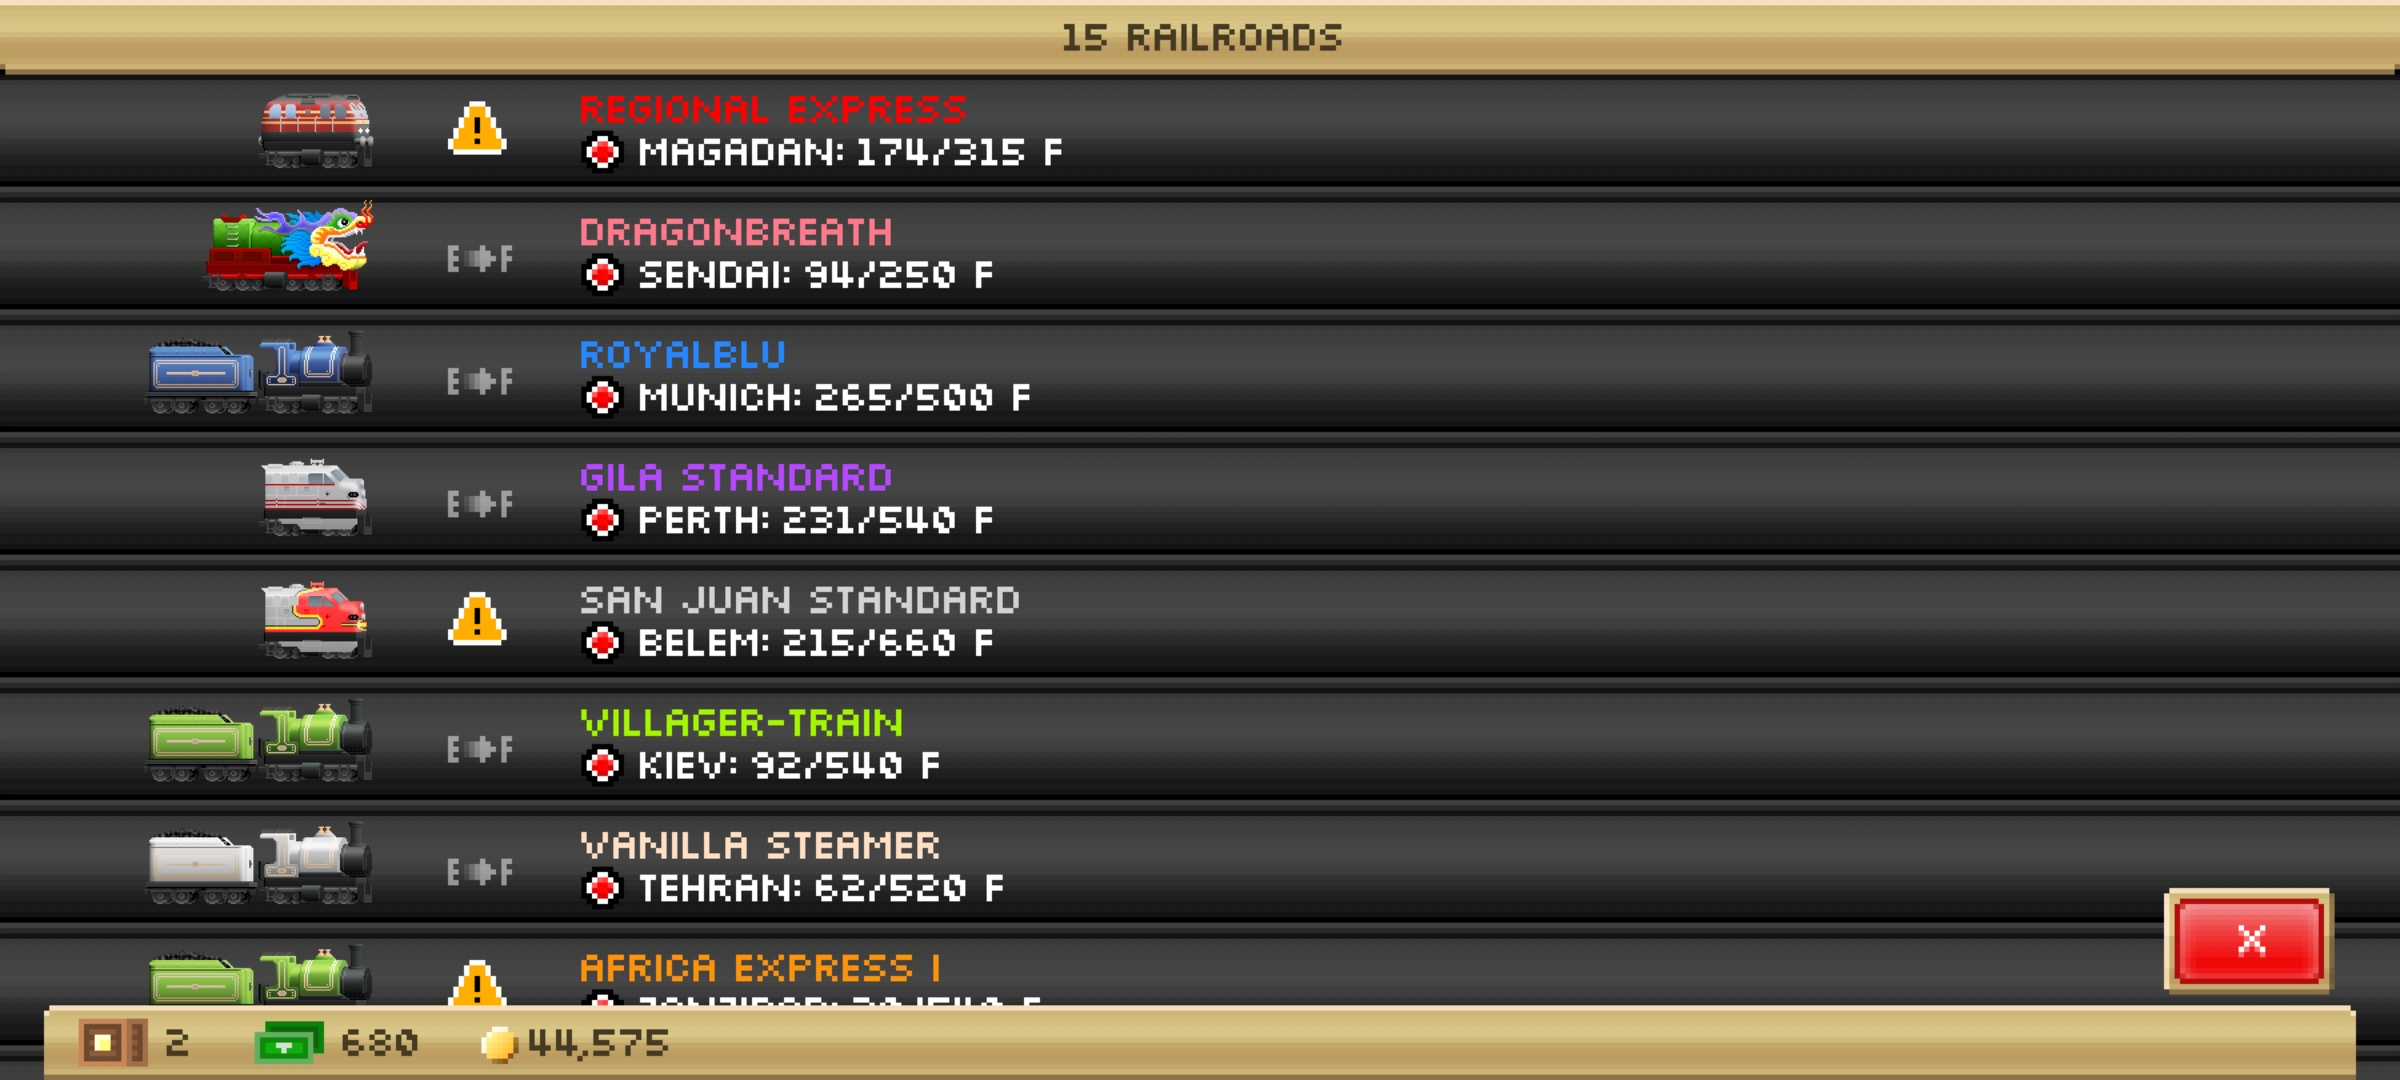 15 RAILROADS
REGIONAL EXPRESS
MAGADAN: 174/315 F
E F
DRAGONBREATH
SENDAI: 94/250 F
E F
ROYALBLU
MUNICH: 265/500 F
E F
GILA STANDARD
PERTH: 231/540 F
SAN JUAN STANDARD
BELEM: 215/660 F
E F
VILLAGER-TRAIN
KIEV: 92/540 F
E F
VANILLA STEAMER
TEHRAN: 62/520 F
AFRICA EXPRESS I
X
2 680 44,575